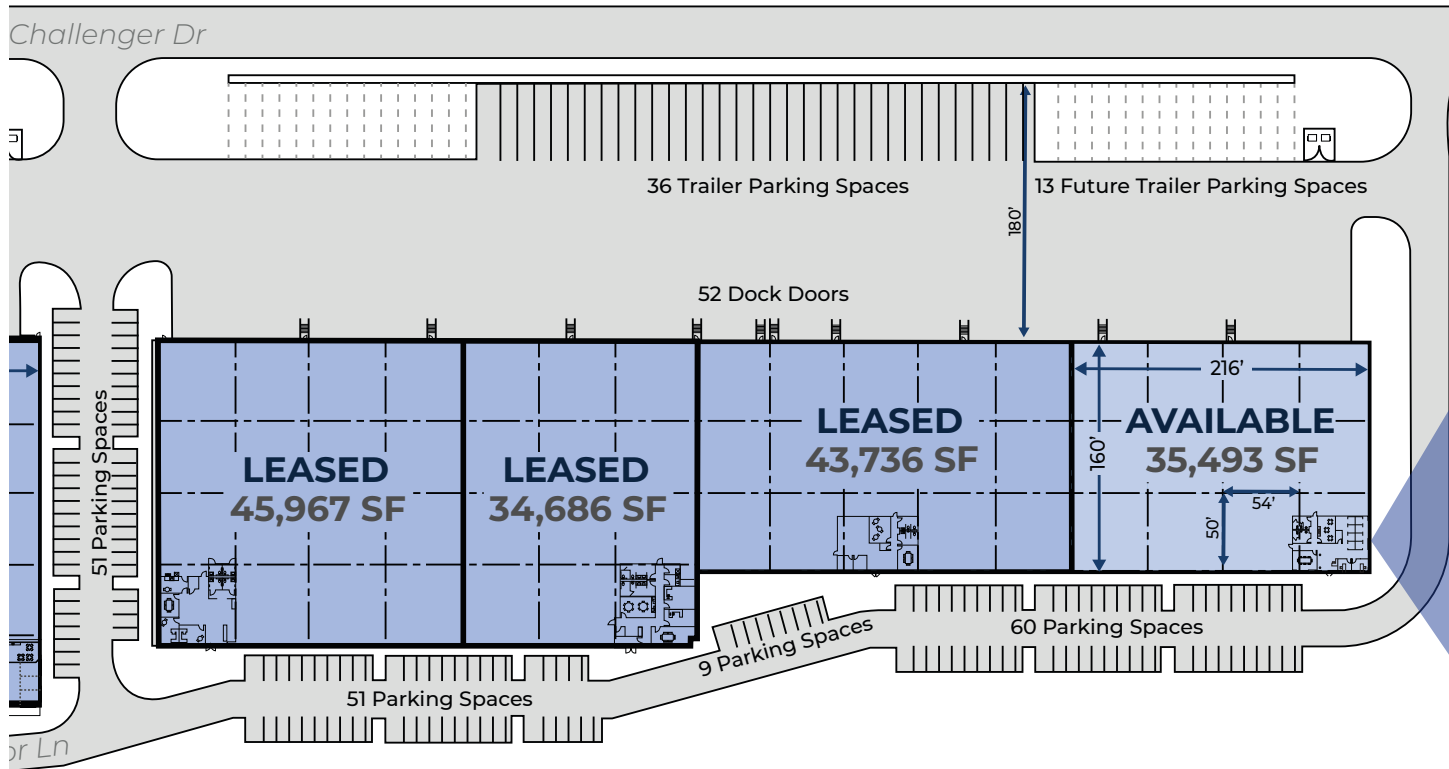 Challenger Dr
36 Trailer Parking Spaces
13 Future Trailer Parking Spaces
180’
52 Dock Doors
51 Parking Spaces
LEASED
45,967 SF
LEASED
34,686 SF
LEASED
43,736 SF
216’
160’
AVAILABLE
35,493 SF
54’
50’
51 Parking Spaces
9 Parking Spaces
60 Parking Spaces
Ln